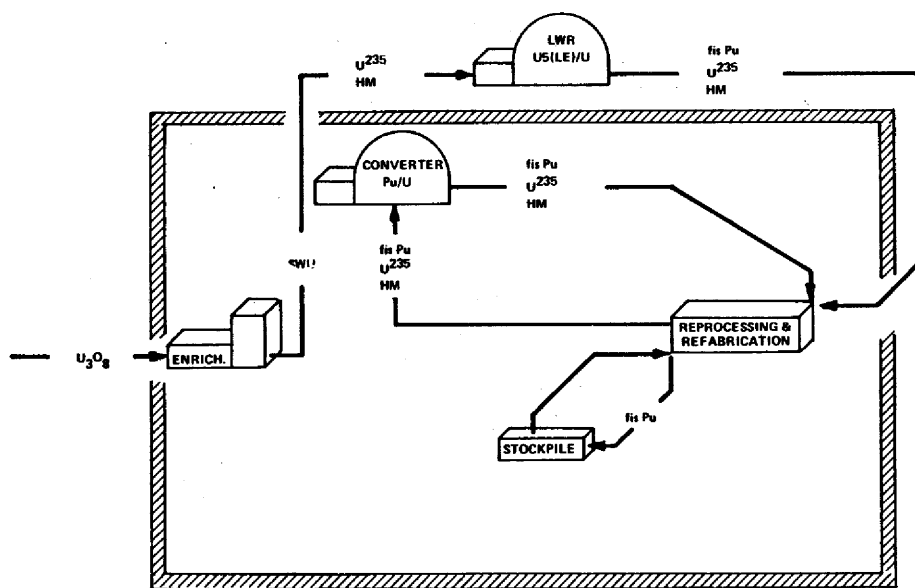 LWR
U5(LE)/U
U²³⁵
HM
fis Pu
U²³⁵
HM
CONVERTER
Pu/U
fis Pu
U²³⁵
HM
fis Pu
U²³⁵
HM
SWU
U₃O₈
ENRICH.
REPROCESSING &
REFABRICATION
fis Pu
STOCKPILE